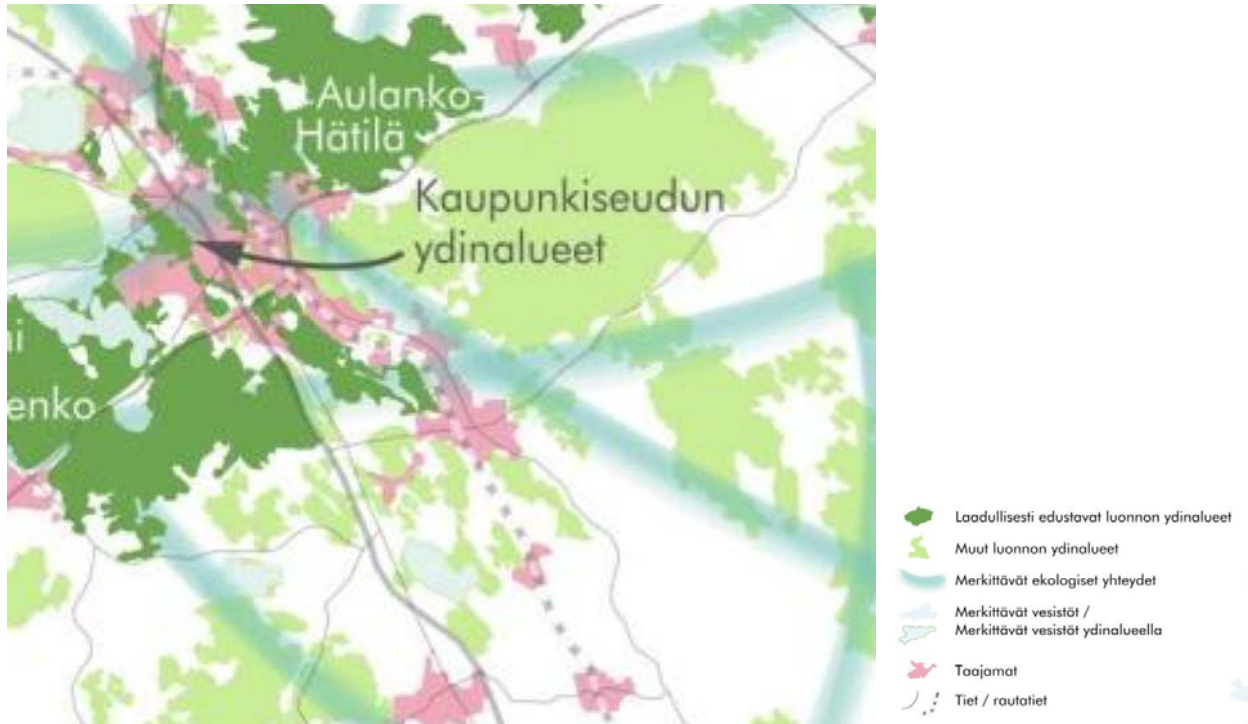 Aulanko-
Hätilä
Kaupunkiseudun
ydinalueet
ni
enko
Laadullisesti edustavat luonnon ydinalueet
Muut luonnon ydinalueet
Merkittävät ekologiset yhteydet
Merkittävät vesistöt /
Merkittävät vesistöt ydinalueella
Taajamat
Tiet / rautatiet